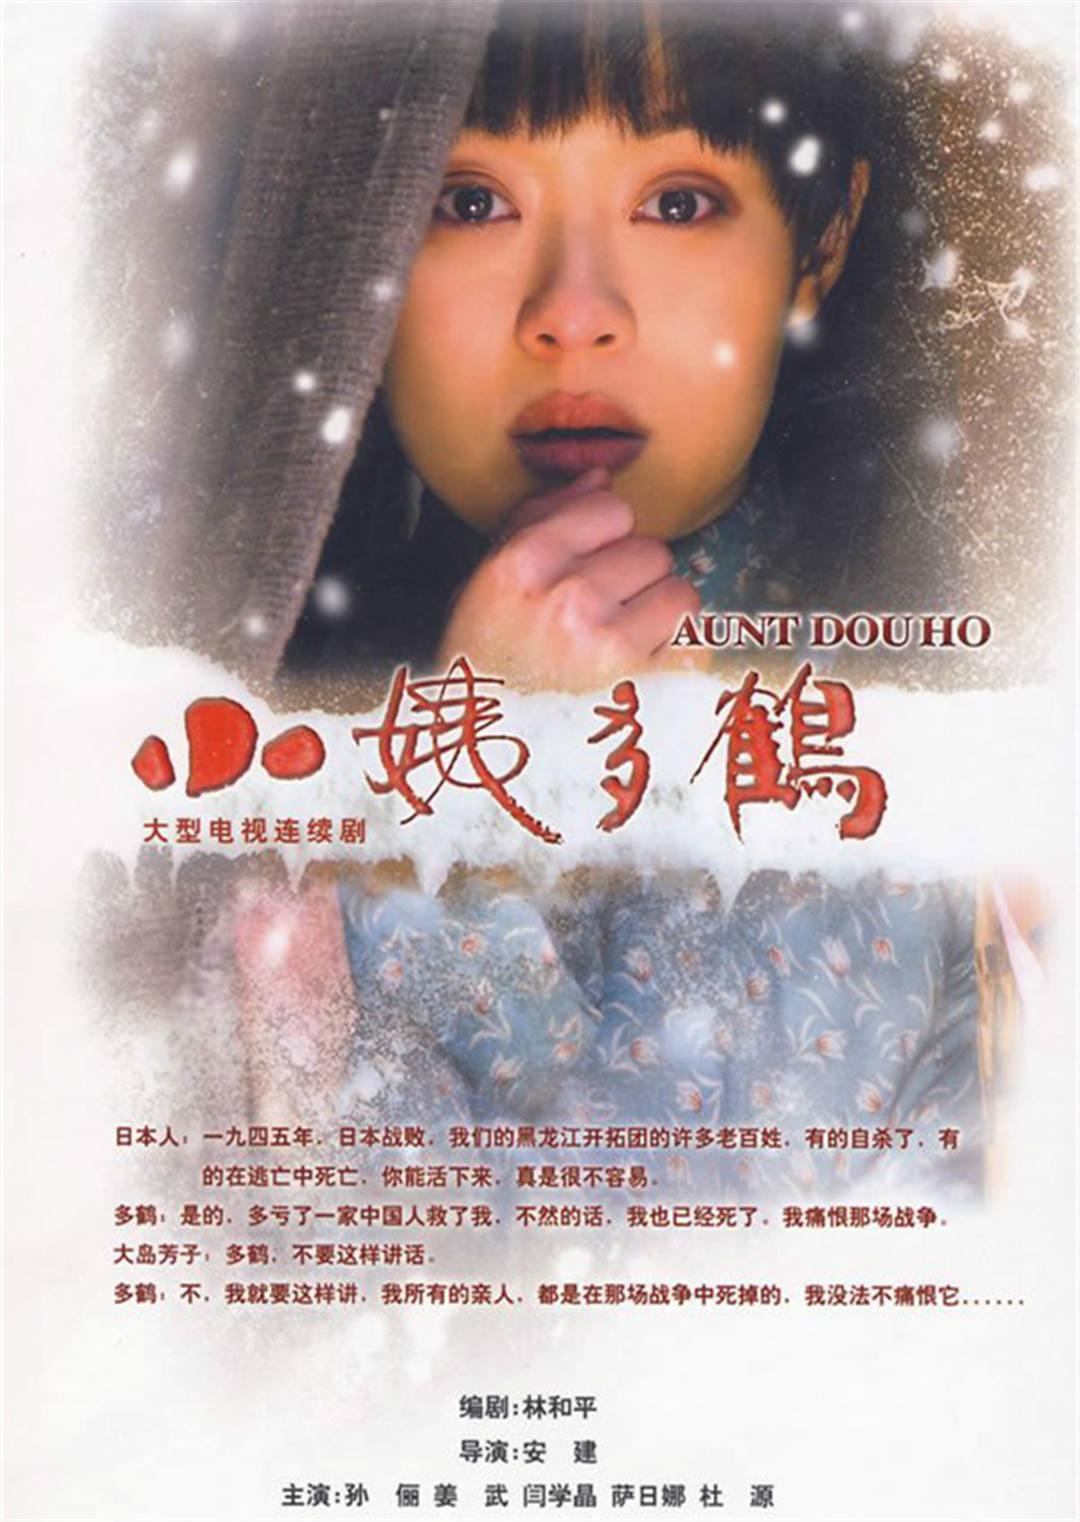 AUNT DOU HO
小姨多鹤
大型电视连续剧
日本人：一九四五年，日本战败，我们的黑龙江开拓团的许多老百姓，有的自杀了，有
的在逃亡中死亡，你能活下来，真是很不容易。
多鹤：是的，多亏了一家中国人救了我，不然的话，我也已经死了。我痛恨那场战争。
大岛芳子：多鹤，不要这样讲话。
多鹤：不，我就要这样讲，我所有的亲人，都是在那场战争中死掉的，我没法不痛恨它......
编剧:林和平
导演:安　建
主演:孙　俪 姜　武 闫学晶 萨日娜 杜　源